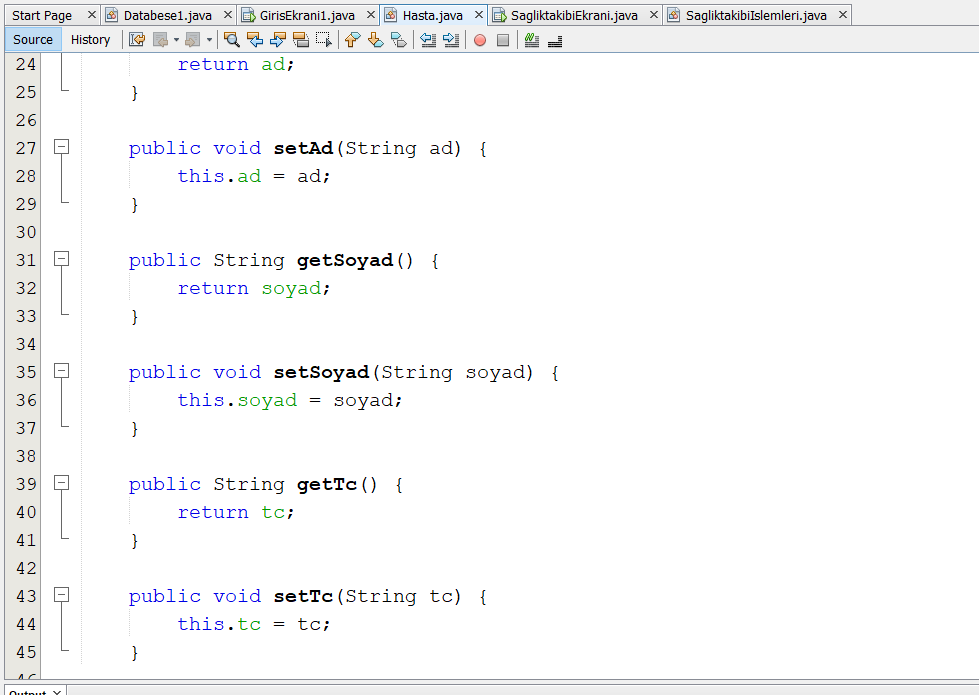 Start Page Databese1.java GirisEkrani1.java Hasta.java SagliktakibiEkrani.java SagliktakibiIslemleri.java
Source History
24 return ad;
25 }
26
27 public void setAd(String ad) {
28 this.ad = ad;
29 }
30
31 public String getSoyad() {
32 return soyad;
33 }
34
35 public void setSoyad(String soyad) {
36 this.soyad = soyad;
37 }
38
39 public String getTc() {
40 return tc;
41 }
42
43 public void setTc(String tc) {
44 this.tc = tc;
45 }
46
Output